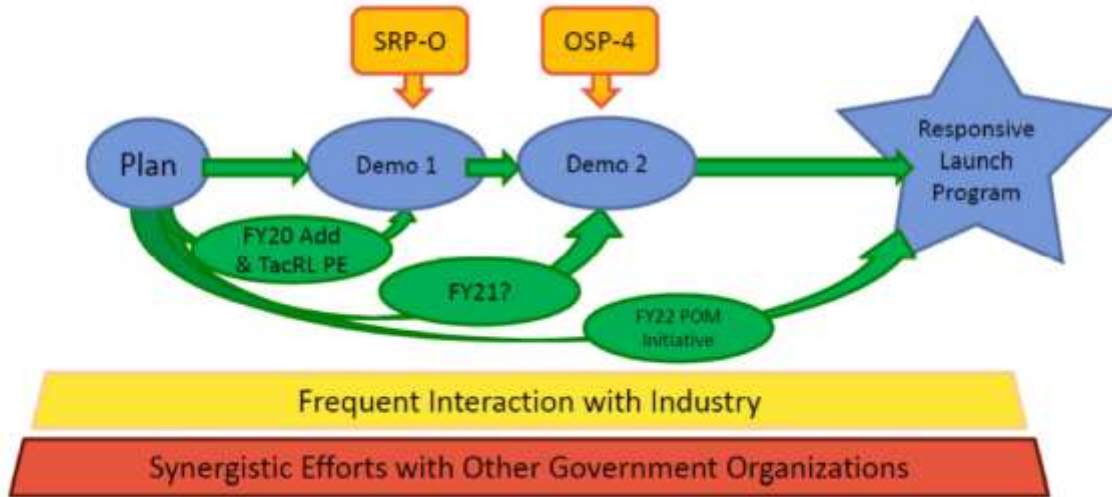 SRP-O
OSP-4
Plan
Demo 1
Demo 2
Responsive
Launch
Program
FY20 Add
& TacRL PE
FY21?
FY22 POM
Initiative
Frequent Interaction with Industry
Synergistic Efforts with Other Government Organizations